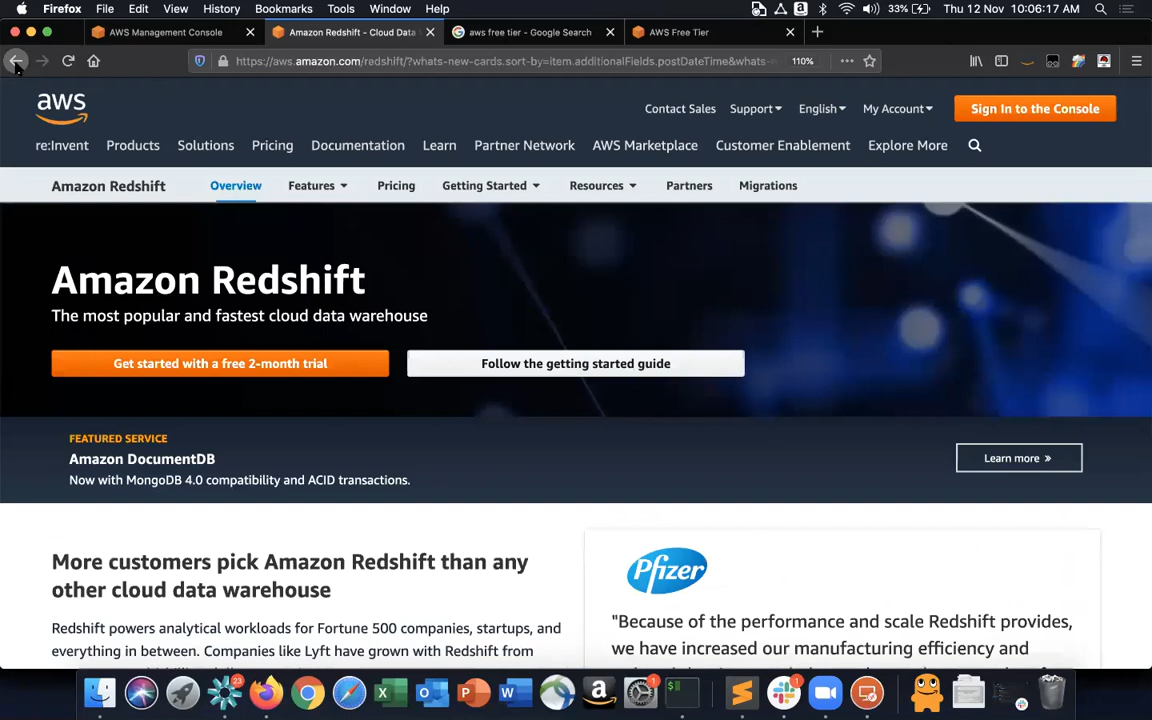 Firefox File Edit View History Bookmarks Tools Window Help 33% Thu 12 Nov 10:06:17 AM
AWS Management Console Amazon Redshift - Cloud Data aws free tier - Google Search AWS Free Tier
https://aws.amazon.com/redshift/?whats-new-cards.sort-by=item.additionalFields.postDateTime&whats- 110%
aws Contact Sales Support English My Account Sign In to the Console
re:Invent Products Solutions Pricing Documentation Learn Partner Network AWS Marketplace Customer Enablement Explore More
Amazon Redshift Overview Features Pricing Getting Started Resources Partners Migrations
Amazon Redshift
The most popular and fastest cloud data warehouse
Get started with a free 2-month trial Follow the getting started guide
FEATURED SERVICE
Amazon DocumentDB
Now with MongoDB 4.0 compatibility and ACID transactions.
Learn more »
More customers pick Amazon Redshift than any
other cloud data warehouse
Redshift powers analytical workloads for Fortune 500 companies, startups, and
everything in between. Companies like Lyft have grown with Redshift from
Pfizer
"Because of the performance and scale Redshift provides,
we have increased our manufacturing efficiency and
23 1 1